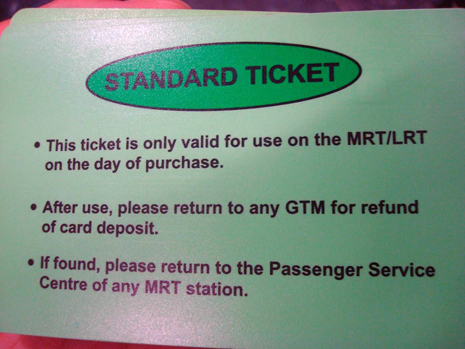 STANDARD TICKET
• This ticket is only valid for use on the MRT/LRT
on the day of purchase.
• After use, please return to any GTM for refund
of card deposit.
• If found, please return to the Passenger Service
Centre of any MRT station.